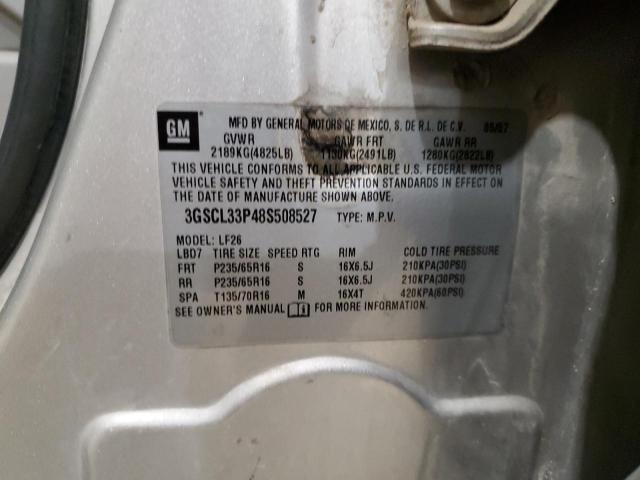 GM
MFD BY GENERAL MOTORS DE MEXICO, S. DE R.L. DE C.V. 09/07
GVWR GAWR FRT GAWR RR
2189KG(4825LB) 1130KG(2491LB) 1280KG(2822LB)
THIS VEHICLE CONFORMS TO ALL APPLICABLE U.S. FEDERAL MOTOR
VEHICLE SAFETY AND THEFT PREVENTION STANDARDS IN EFFECT ON
THE DATE OF MANUFACTURE SHOWN ABOVE.
3GSCL33P48S508527 TYPE: M.P.V.
MODEL: LF26
LBD7 TIRE SIZE SPEED RTG RIM COLD TIRE PRESSURE
FRT P235/65R16 S 16X6.5J 210KPA(30PSI)
RR P235/65R16 S 16X6.5J 210KPA(30PSI)
SPA T135/70R16 M 16X4T 420KPA(60PSI)
SEE OWNER'S MANUAL FOR MORE INFORMATION.